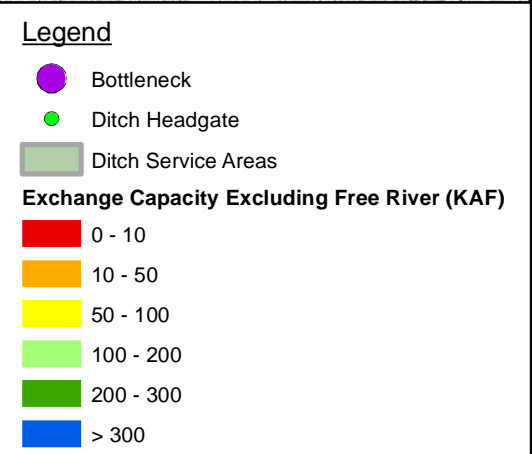 Legend
Bottleneck
Ditch Headgate
Ditch Service Areas
Exchange Capacity Excluding Free River (KAF)
0 - 10
10 - 50
50 - 100
100 - 200
200 - 300
> 300